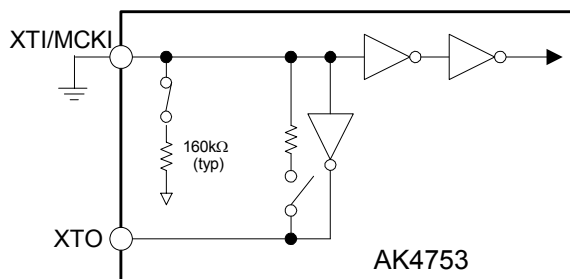 XTI/MCKI
160kΩ
(typ)
XTO
AK4753